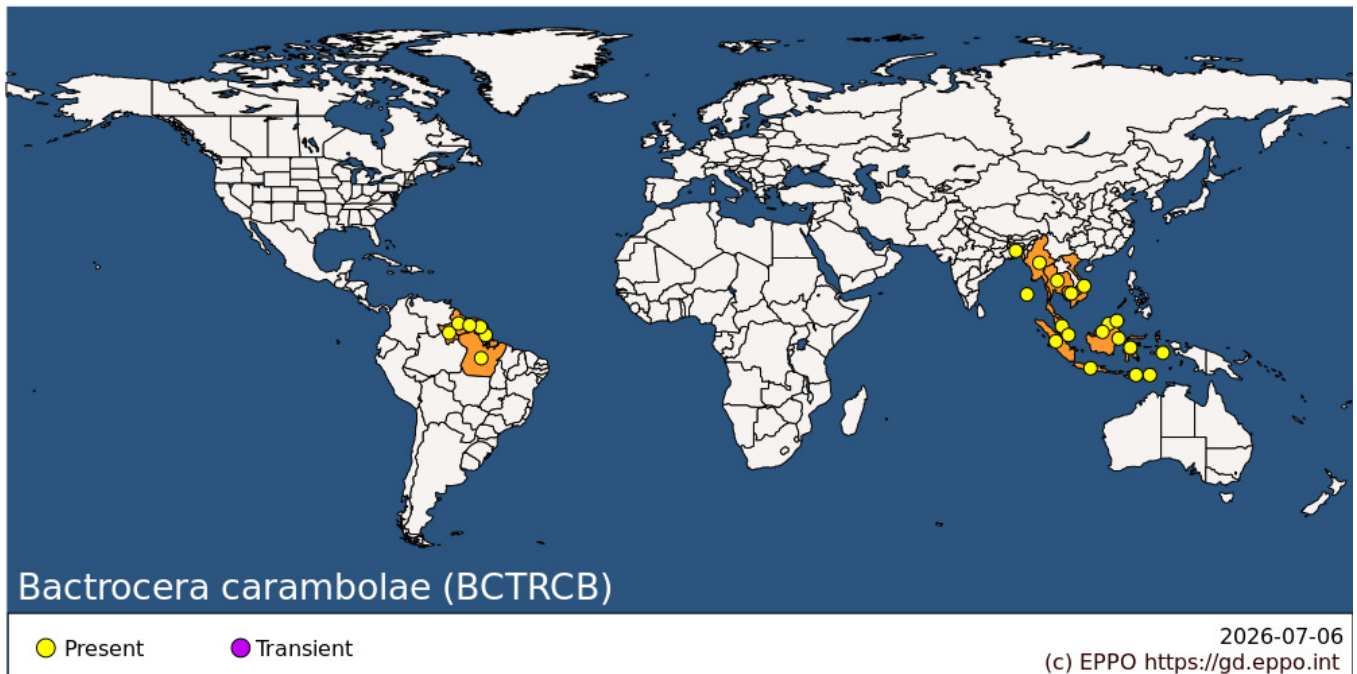 Bactrocera carambolae (BCTRCB)
Present
Transient
2026-07-06
(c) EPPO https://gd.eppo.int